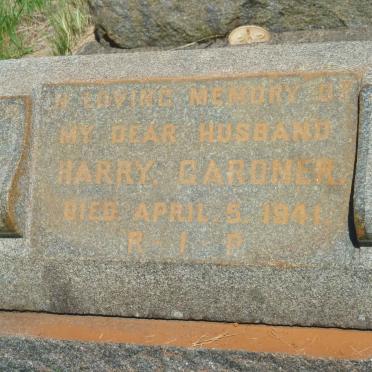 IN LOVING MEMORY OF
MY DEAR HUSBAND
HARRY. GARDNER.
DIED APRIL. 5. 1941.
R - I - P